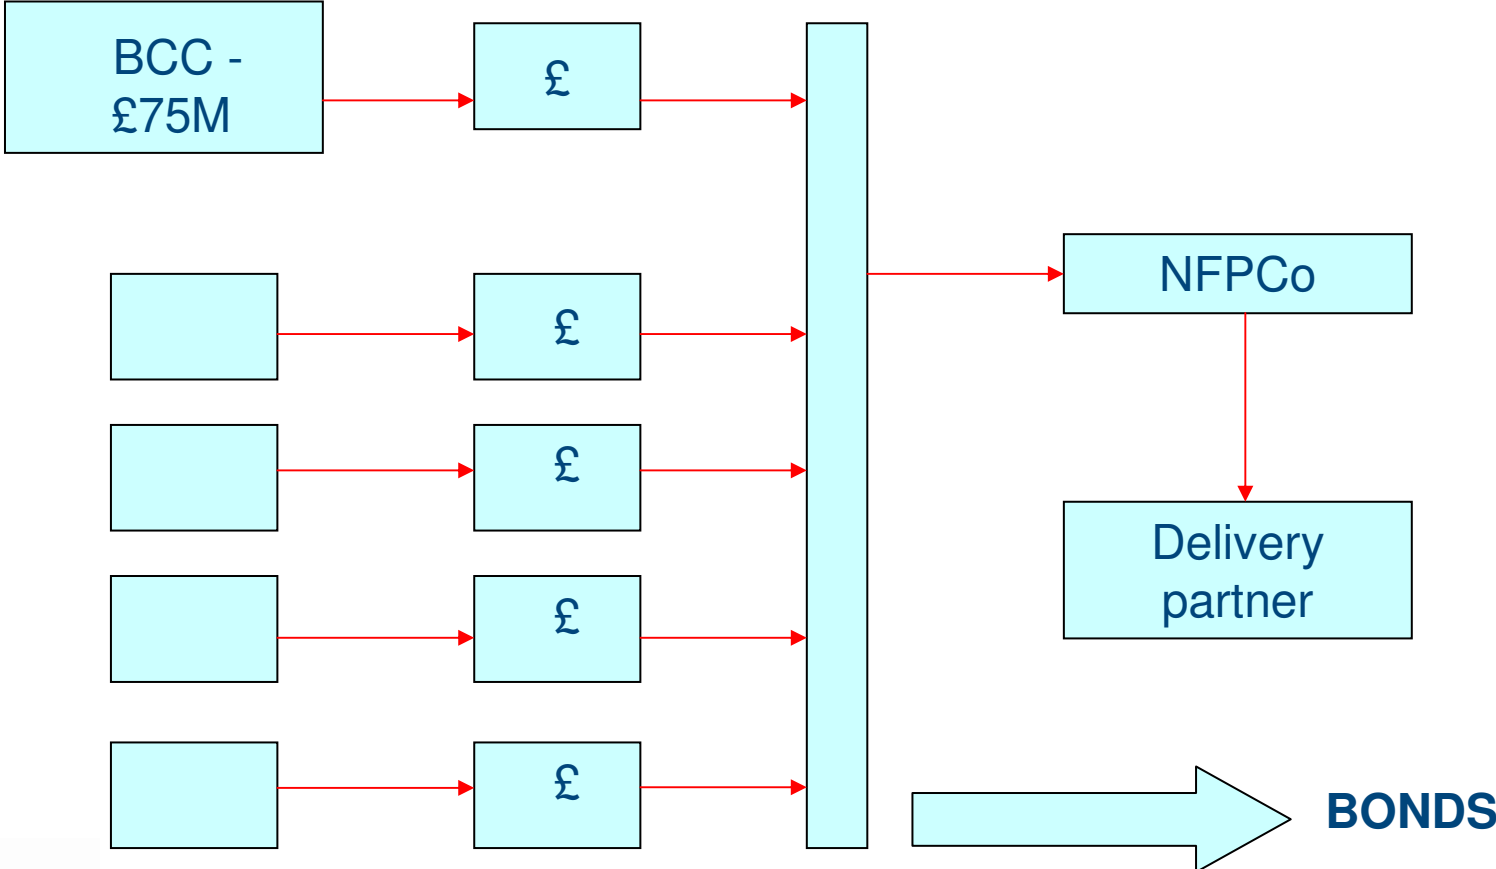 BCC -
£75M
£
NFPCo
£
£
Delivery
partner
£
£
BONDS